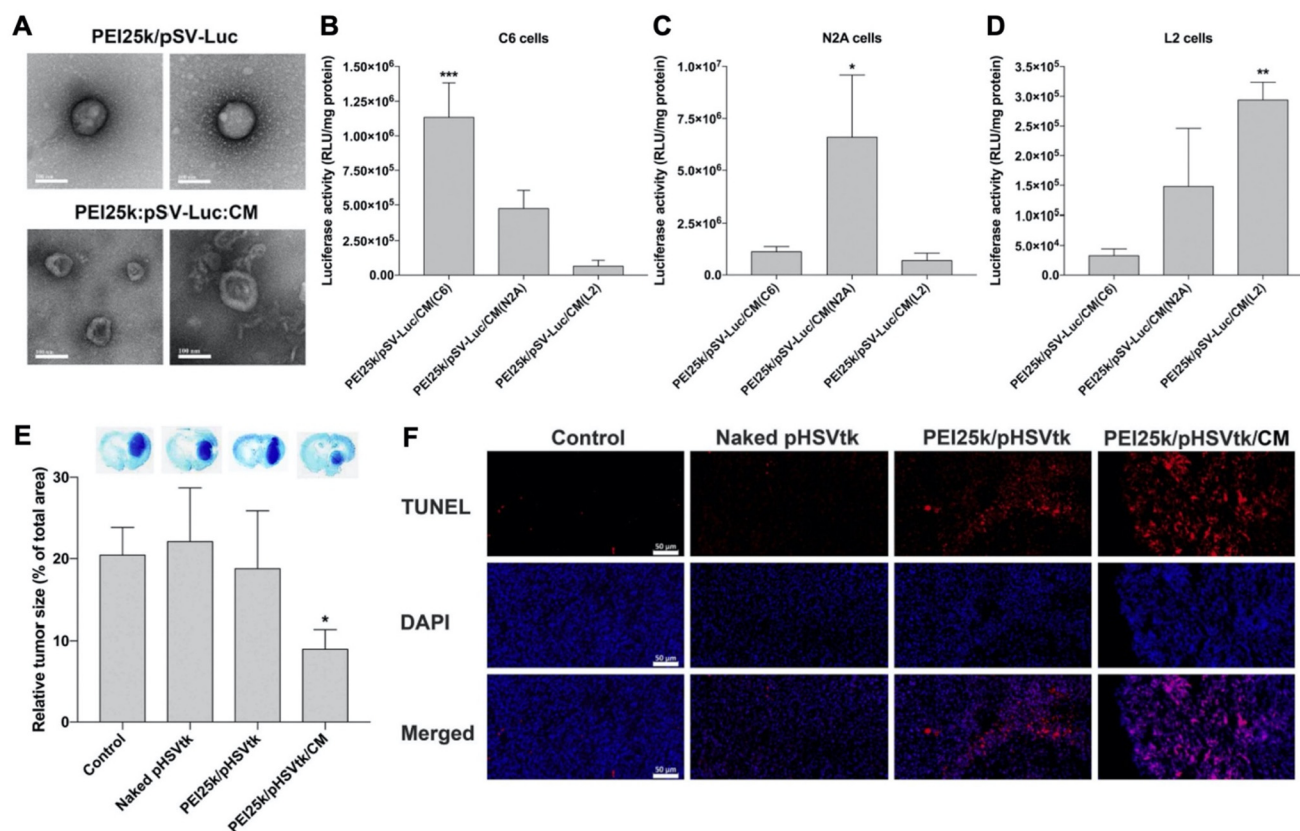 A
PEI25k/pSV-Luc
PEI25k:pSV-Luc:CM
100 nm
B
C6 cells
Luciferase activity (RLU/mg protein)
1.50×10⁶
***
1.25×10⁶
1.00×10⁶
7.50×10⁵
5.00×10⁵
2.50×10⁵
0.00
PEI25k/pSV-Luc/CM(C6)
PEI25k/pSV-Luc/CM(N2A)
PEI25k/pSV-Luc/CM(L2)
C
N2A cells
Luciferase activity (RLU/mg protein)
1.0×10⁷
*
7.5×10⁶
5.0×10⁶
2.5×10⁶
0.0
PEI25k/pSV-Luc/CM(C6)
PEI25k/pSV-Luc/CM(N2A)
PEI25k/pSV-Luc/CM(L2)
D
L2 cells
Luciferase activity (RLU/mg protein)
3.5×10⁵
**
3.0×10⁵
2.5×10⁵
1.5×10⁵
5.0×10⁴
0.0
PEI25k/pSV-Luc/CM(C6)
PEI25k/pSV-Luc/CM(N2A)
PEI25k/pSV-Luc/CM(L2)
E
Relative tumor size (% of total area)
30
20
10
0
*
Control
Naked pHSVtk
PEI25k/pHSVtk
PEI25k/pHSVtk/CM
F
Control
Naked pHSVtk
PEI25k/pHSVtk
PEI25k/pHSVtk/CM
TUNEL
50 µm
50 µm
50 µm
50 µm
DAPI
50 µm
Merged
50 µm